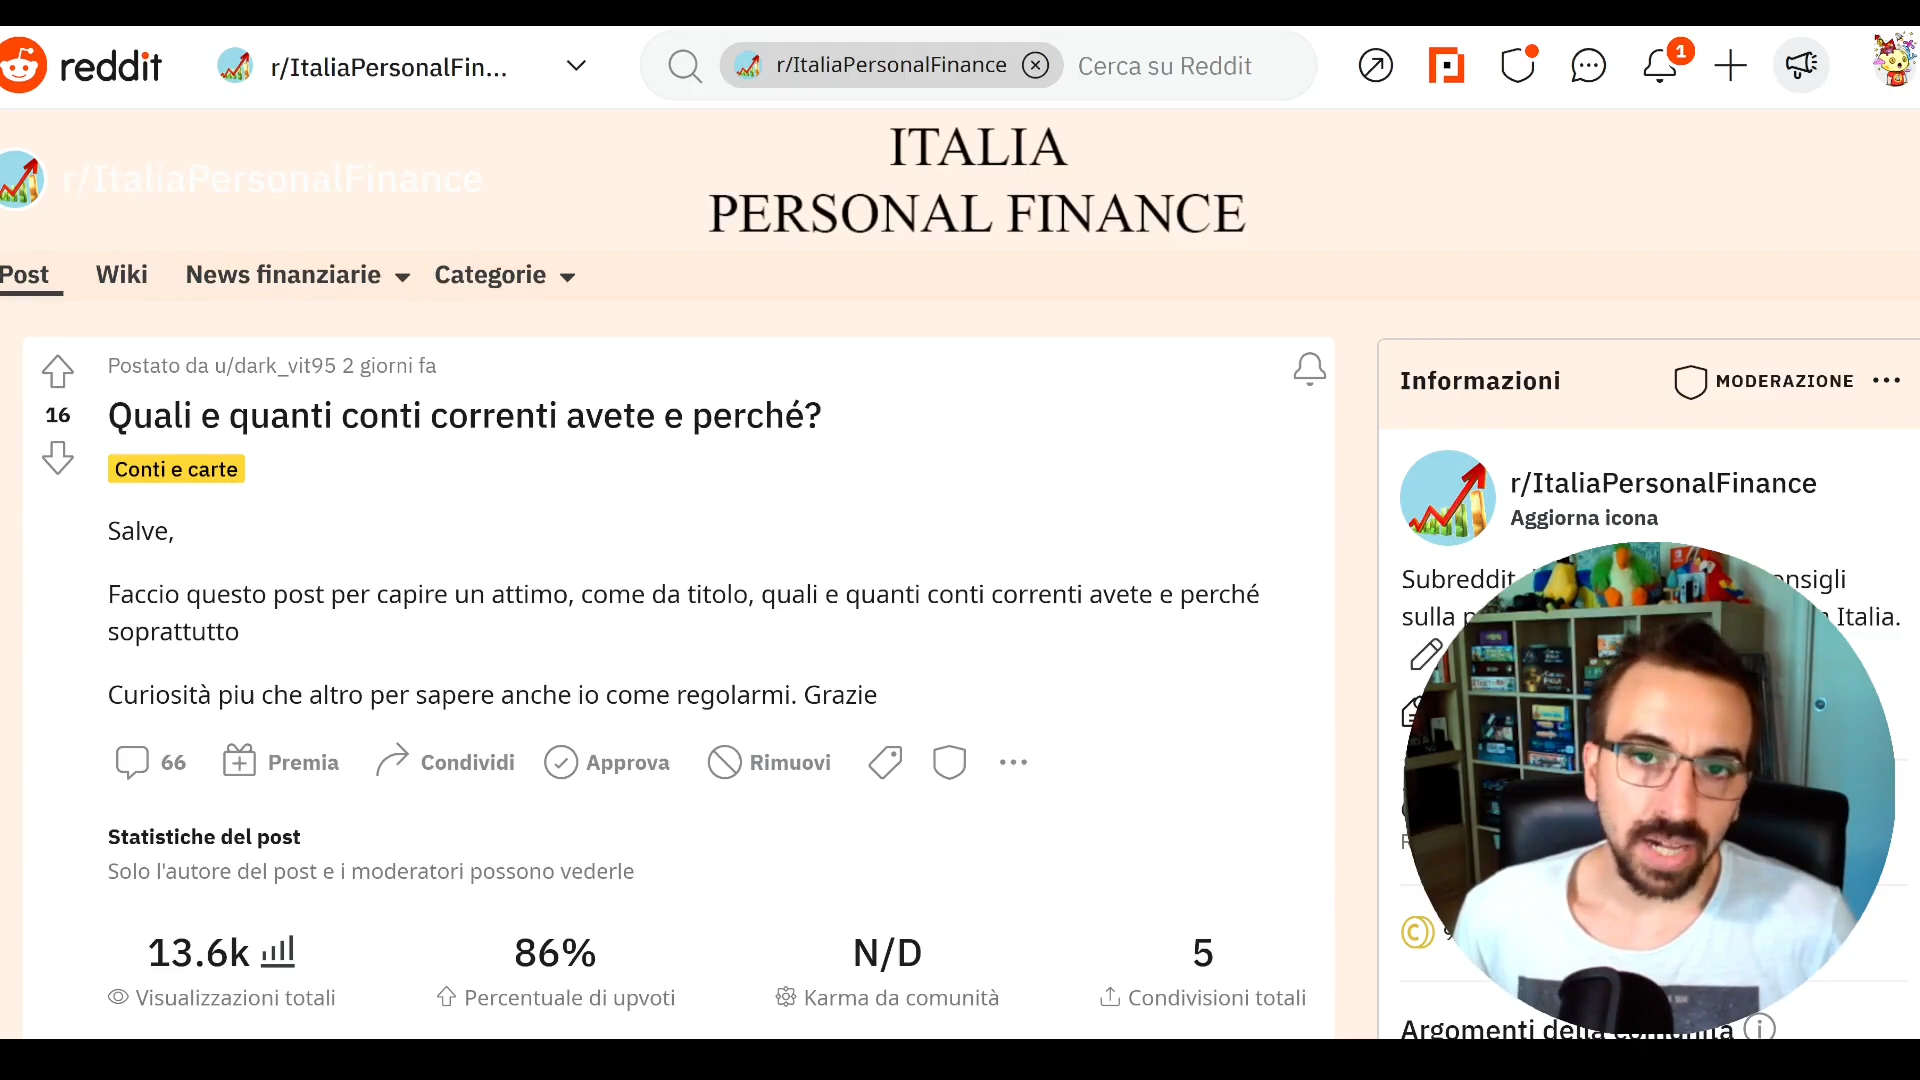 reddit
r/ItaliaPersonalFin...
r/ItaliaPersonalFinance
Cerca su Reddit
1
ITALIA
PERSONAL FINANCE
r/ItaliaPersonalFinance
Post
Wiki
News finanziarie
Categorie
Postato da u/dark_vit95 2 giorni fa
16
Quali e quanti conti correnti avete e perché?
Conti e carte
Salve,
Faccio questo post per capire un attimo, come da titolo, quali e quanti conti correnti avete e perché
soprattutto
Curiosità piu che altro per sapere anche io come regolarmi. Grazie
66
Premia
Condividi
Approva
Rimuovi
Statistiche del post
Solo l'autore del post e i moderatori possono vederle
13.6k
86%
N/D
5
Visualizzazioni totali
Percentuale di upvoti
Karma da comunità
Condivisioni totali
Informazioni
MODERAZIONE
r/ItaliaPersonalFinance
Aggiorna icona
Subreddit
sulla
Italia.
Argomenti della comunità